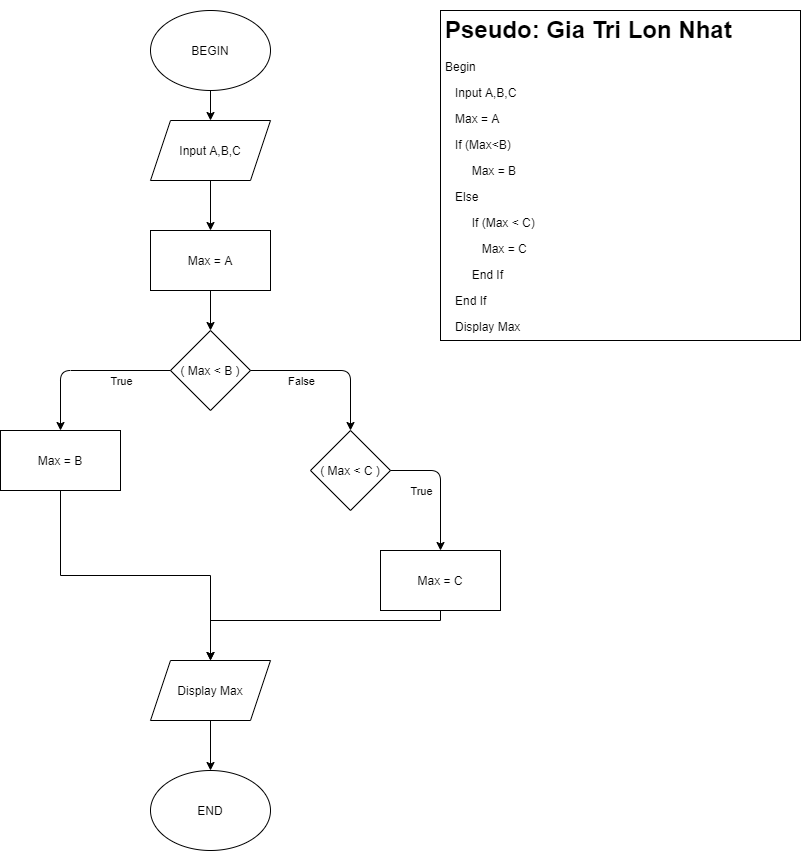 BEGIN
Input A,B,C
Max = A
( Max < B )
True
False
Max = B
( Max < C )
True
Max = C
Display Max
END
Pseudo: Gia Tri Lon Nhat
Begin
Input A,B,C
Max = A
If (Max<B)
Max = B
Else
If (Max < C)
Max = C
End If
End If
Display Max